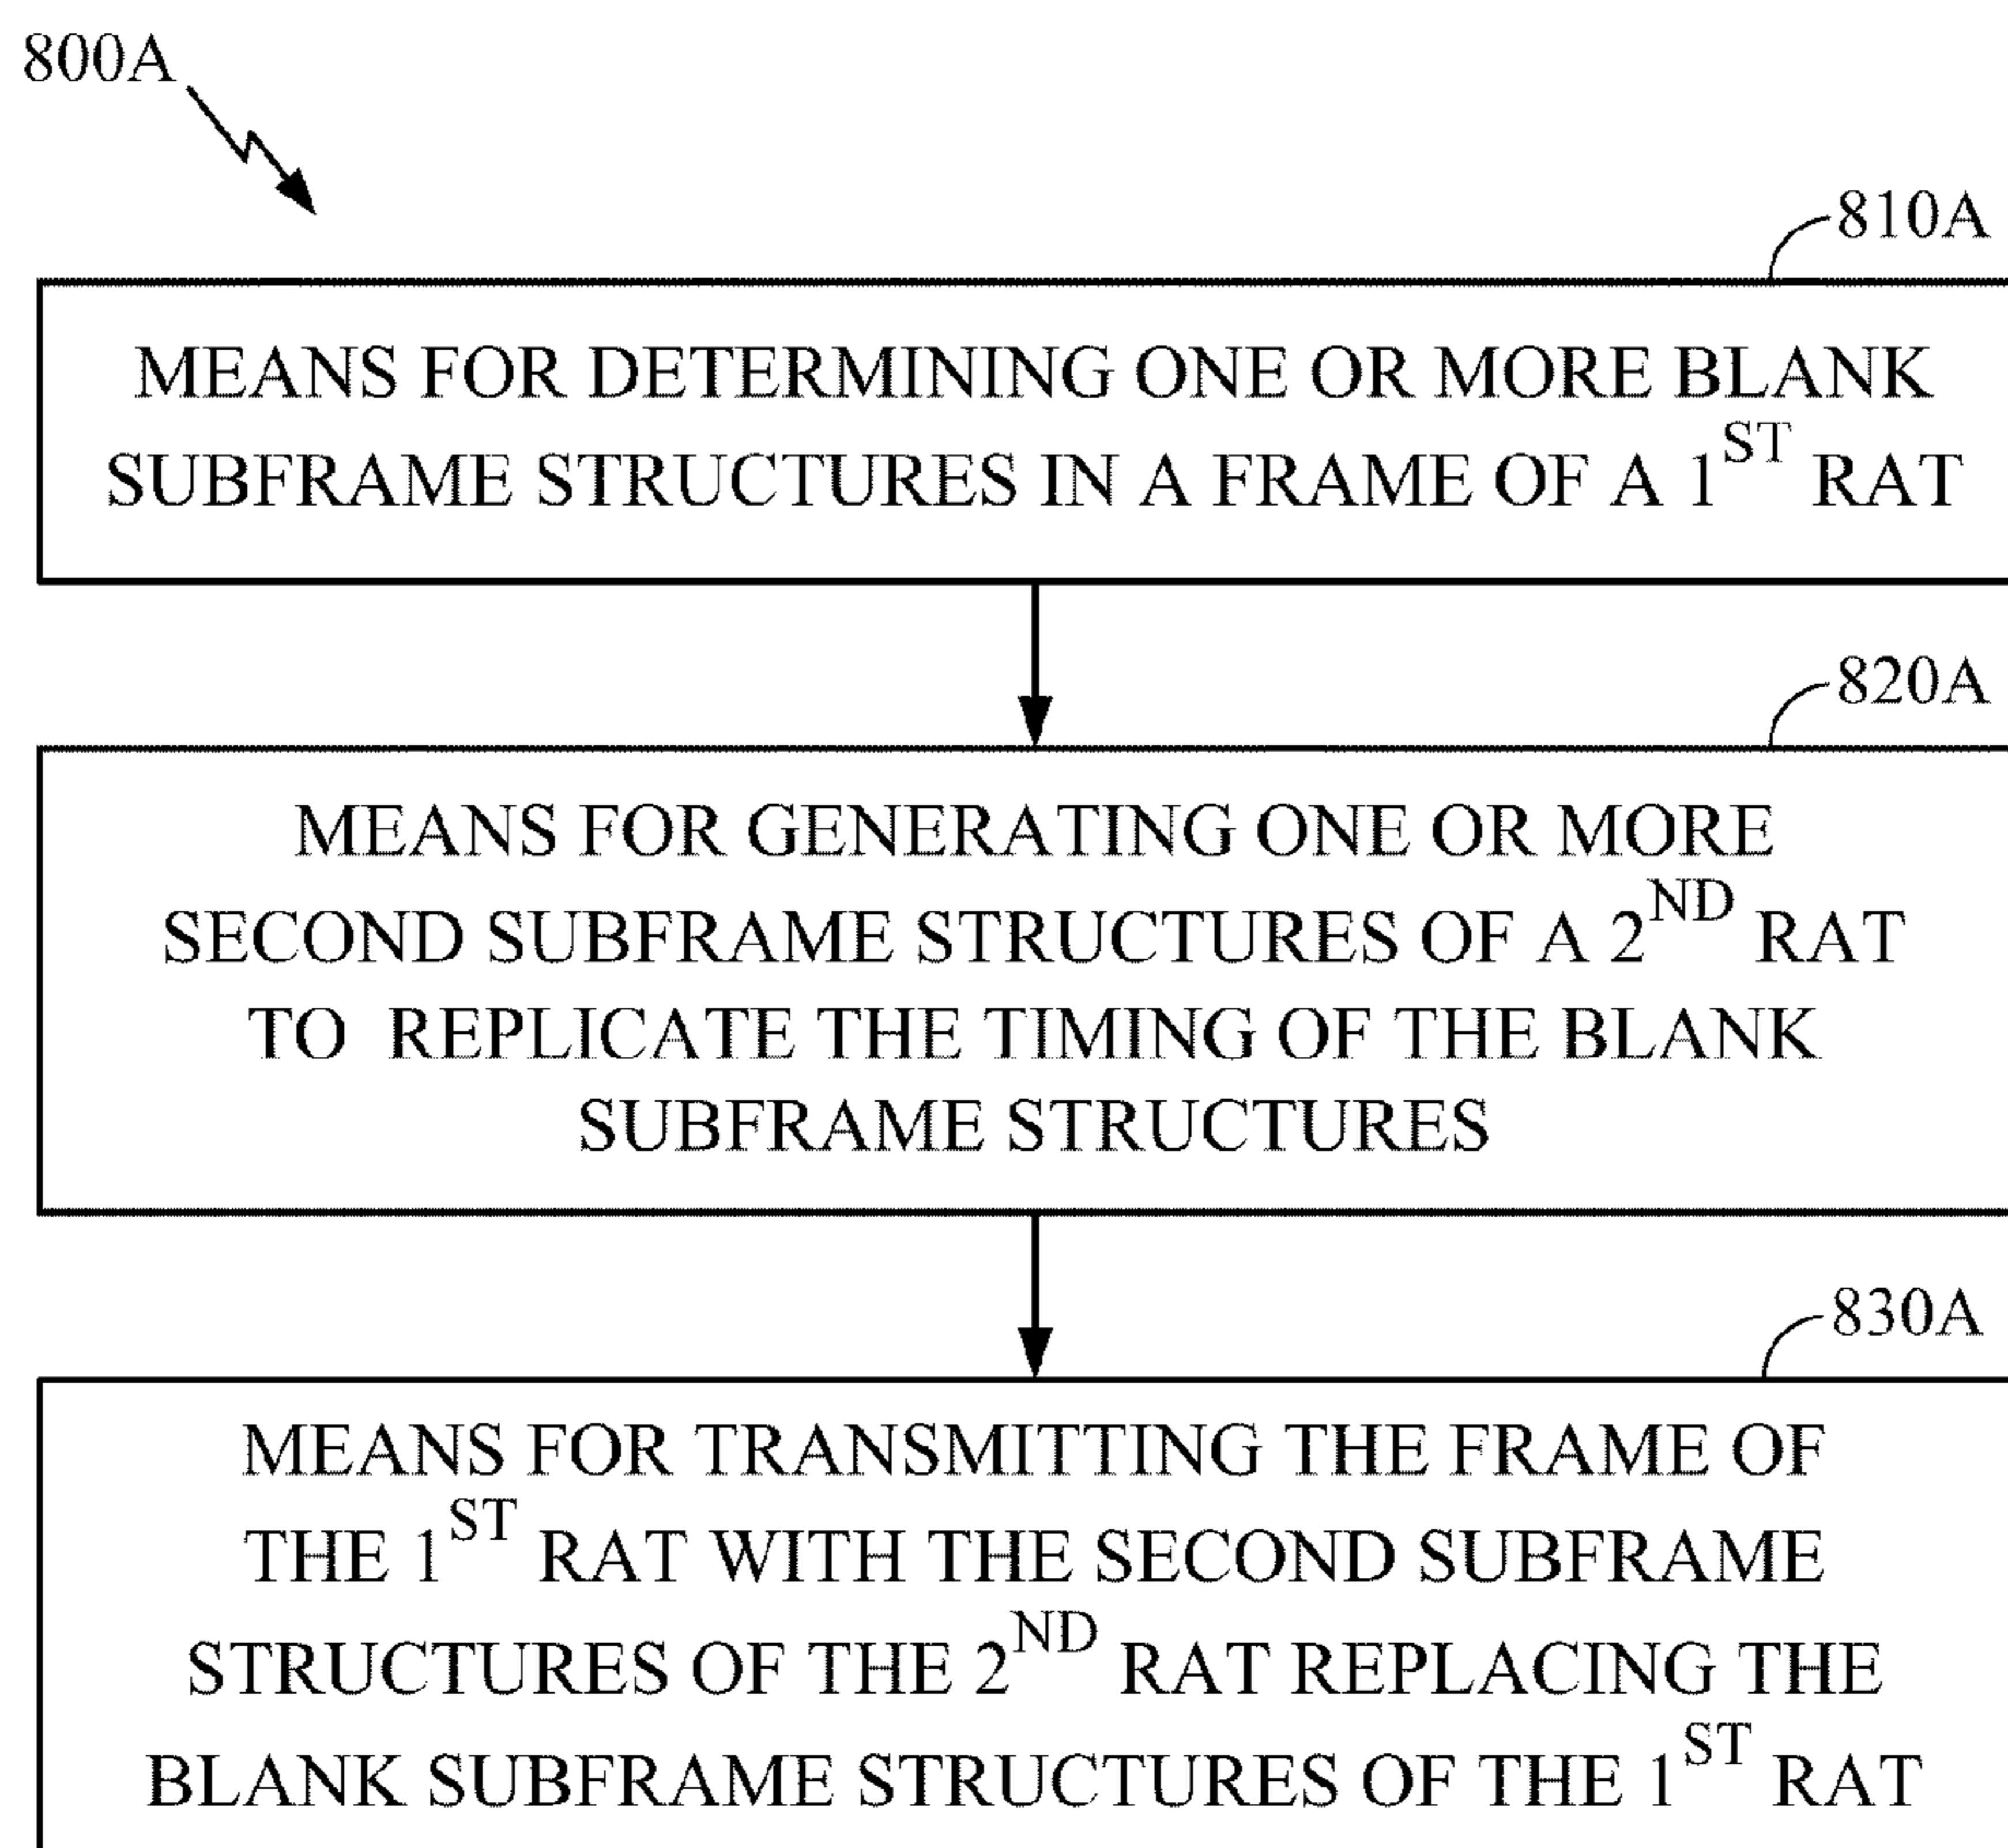 800A
810A
MEANS FOR DETERMINING ONE OR MORE BLANK
SUBFRAME STRUCTURES IN A FRAME OF A 1ST RAT
820A
MEANS FOR GENERATING ONE OR MORE
SECOND SUBFRAME STRUCTURES OF A 2ND RAT
TO REPLICATE THE TIMING OF THE BLANK
SUBFRAME STRUCTURES
830A
MEANS FOR TRANSMITTING THE FRAME OF
THE 1ST RAT WITH THE SECOND SUBFRAME
STRUCTURES OF THE 2ND RAT REPLACING THE
BLANK SUBFRAME STRUCTURES OF THE 1ST RAT